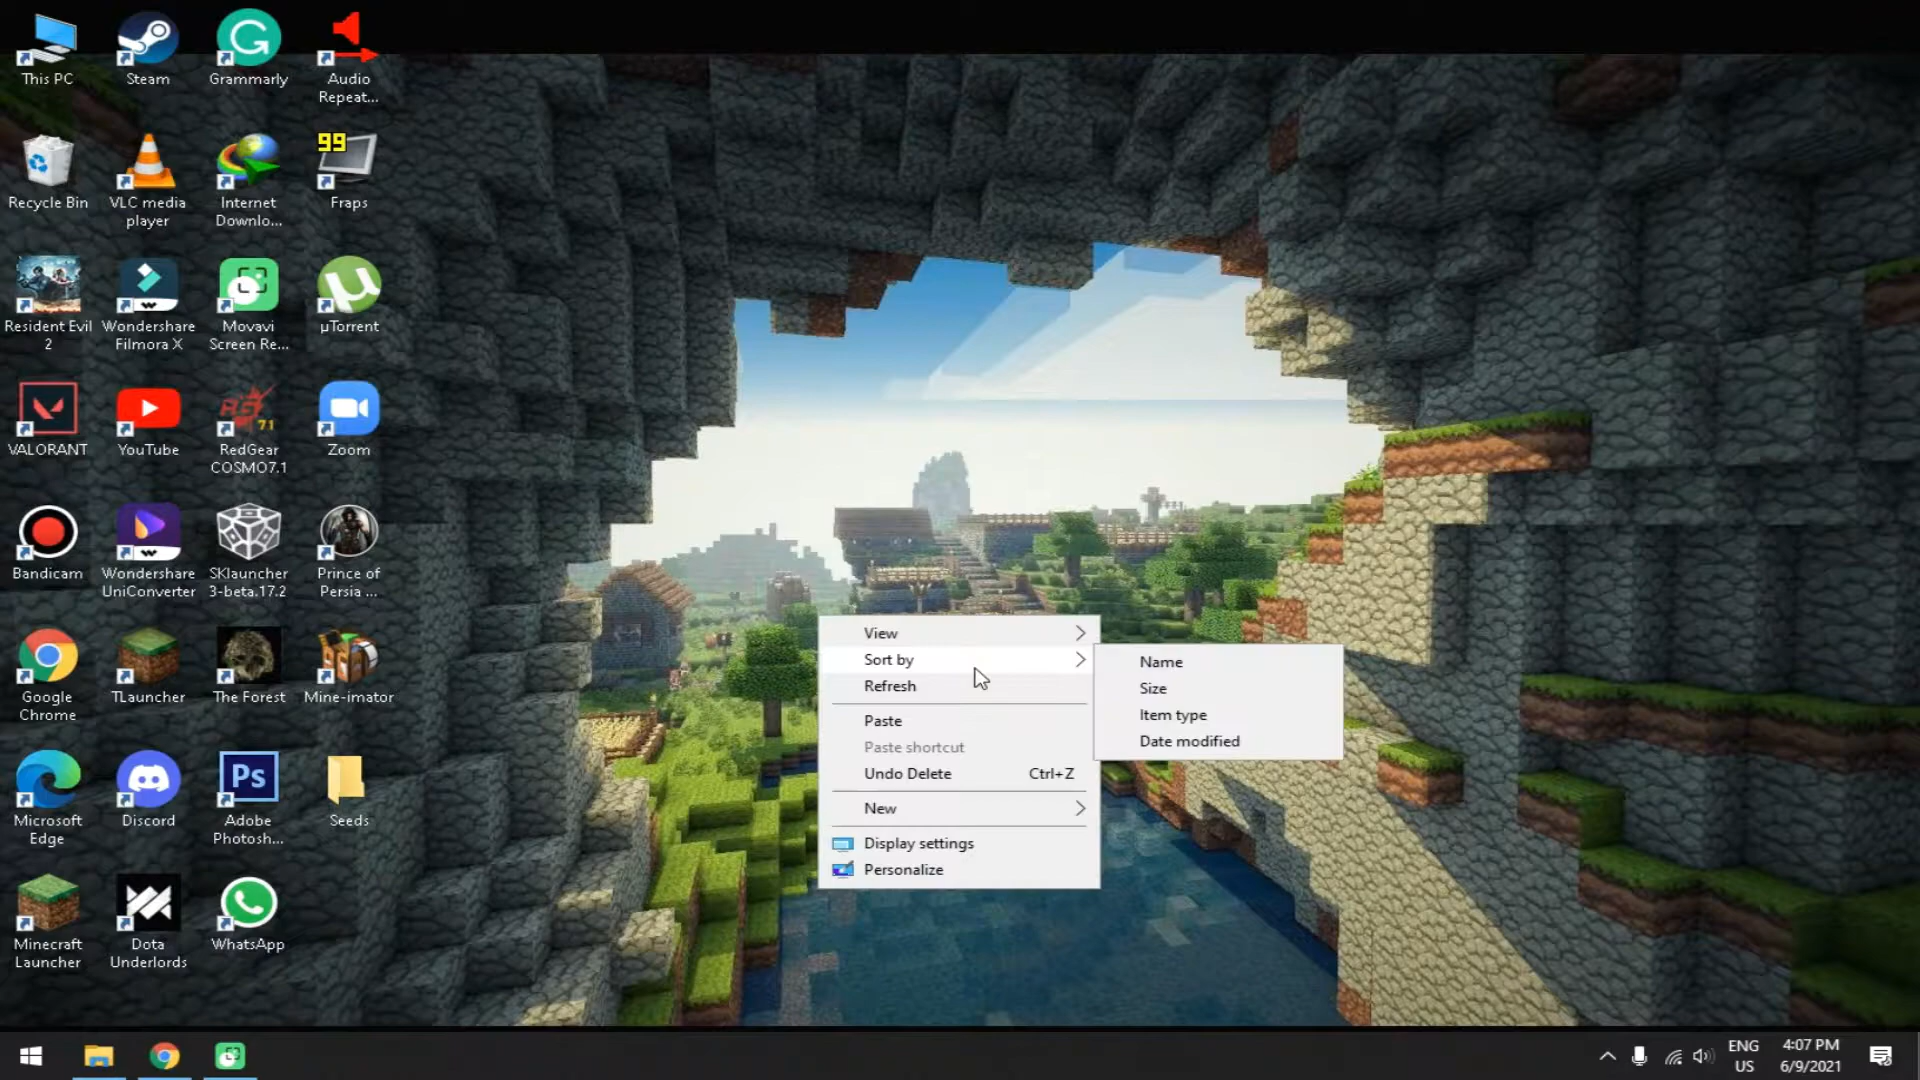 This PC
Steam
Grammarly
Audio
Repeat...
Recycle Bin
VLC media
player
Internet
Downlo...
99
Fraps
Resident Evil
2
Wondershare
Filmora X
Movavi
Screen Re...
µTorrent
VALORANT
YouTube
71
RedGear
COSMO7.1
Zoom
Bandicam
Wondershare
UniConverter
SKlauncher
3-beta.17.2
Prince of
Persia ...
Google
Chrome
TLauncher
The Forest
Mine-imator
Microsoft
Edge
Discord
Ps
Adobe
Photosh...
Seeds
Minecraft
Launcher
Dota
Underlords
WhatsApp
View
Sort by
Refresh
Paste
Paste shortcut
Undo Delete Ctrl+Z
New
Display settings
Personalize
Name
Size
Item type
Date modified
ENG
US
4:07 PM
6/9/2021